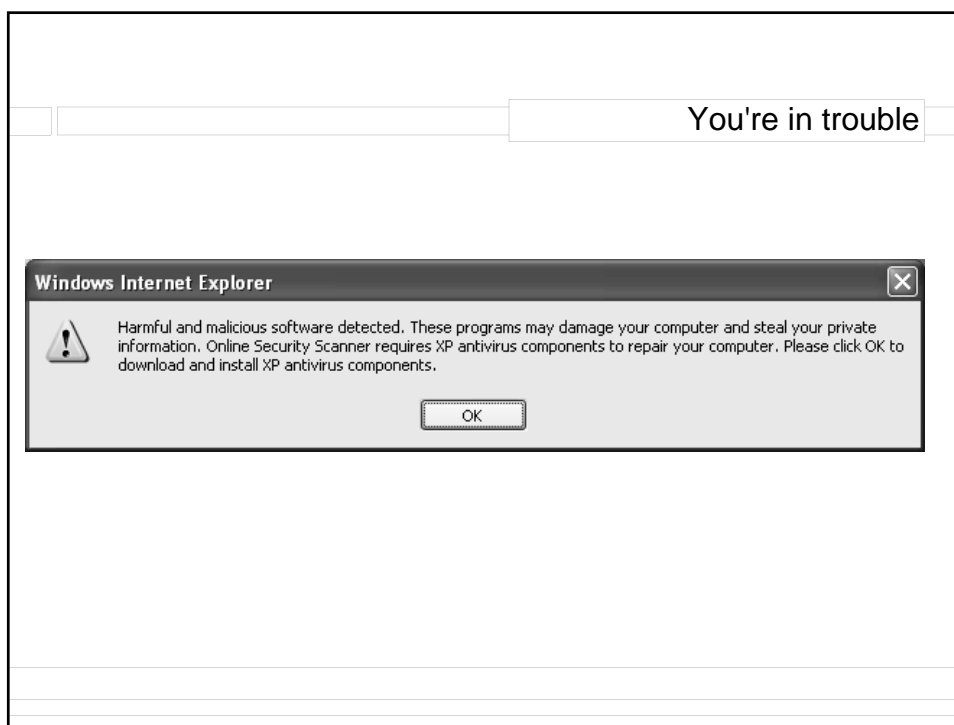 You're in trouble
Windows Internet Explorer
Harmful and malicious software detected. These programs may damage your computer and steal your private
information. Online Security Scanner requires XP antivirus components to repair your computer. Please click OK to
download and install XP antivirus components.
OK